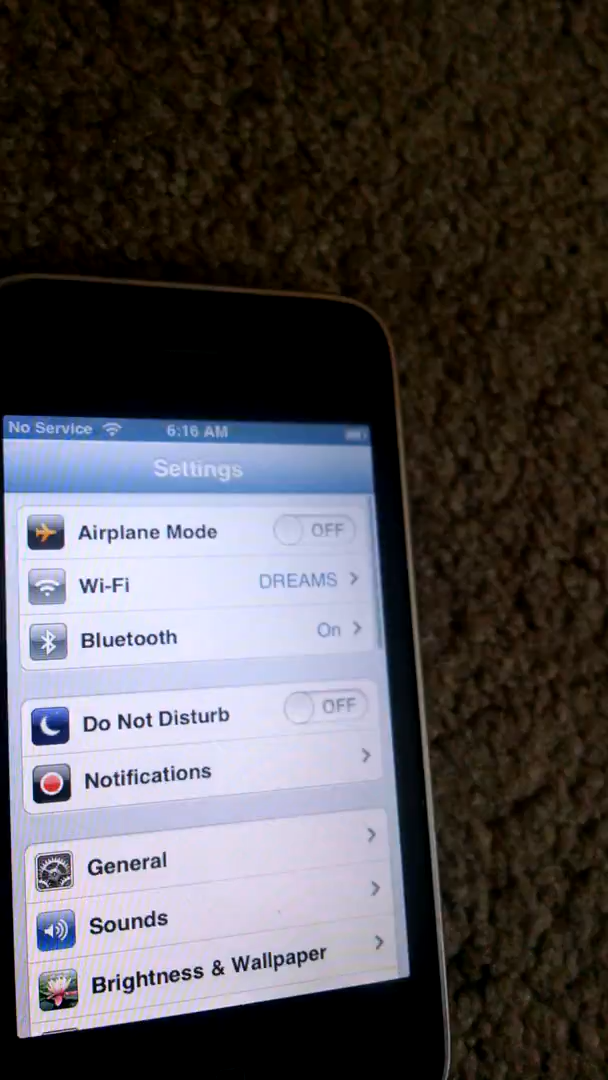 No Service 6:16 AM
Settings
Airplane Mode OFF
Wi-Fi DREAMS
Bluetooth On
Do Not Disturb OFF
Notifications
General
Sounds
Brightness & Wallpaper